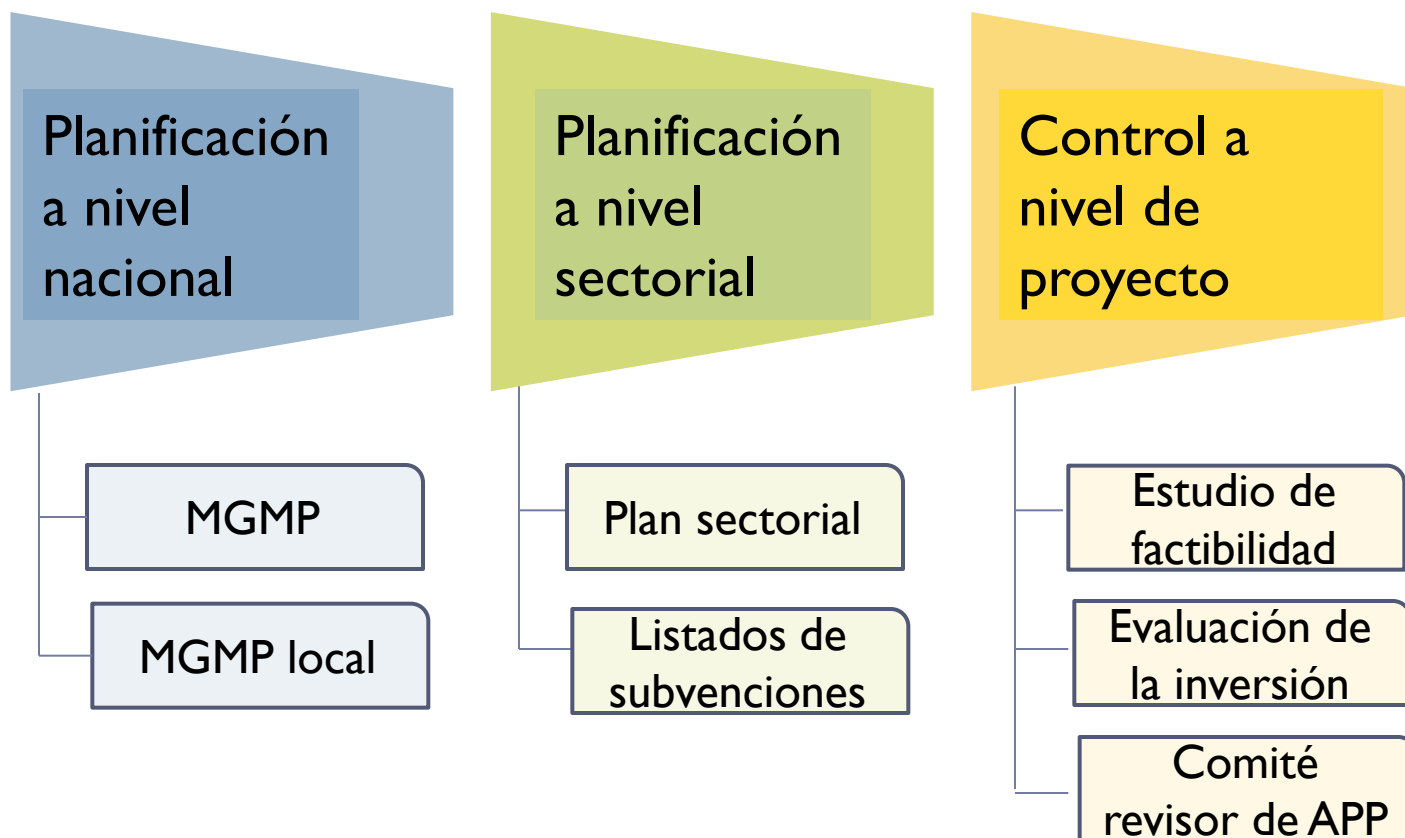 Planificación
a nivel
nacional
MGMP
MGMP local
Planificación
a nivel
sectorial
Plan sectorial
Listados de
subvenciones
Control a
nivel de
proyecto
Estudio de
factibilidad
Evaluación de
la inversión
Comité
revisor de APP